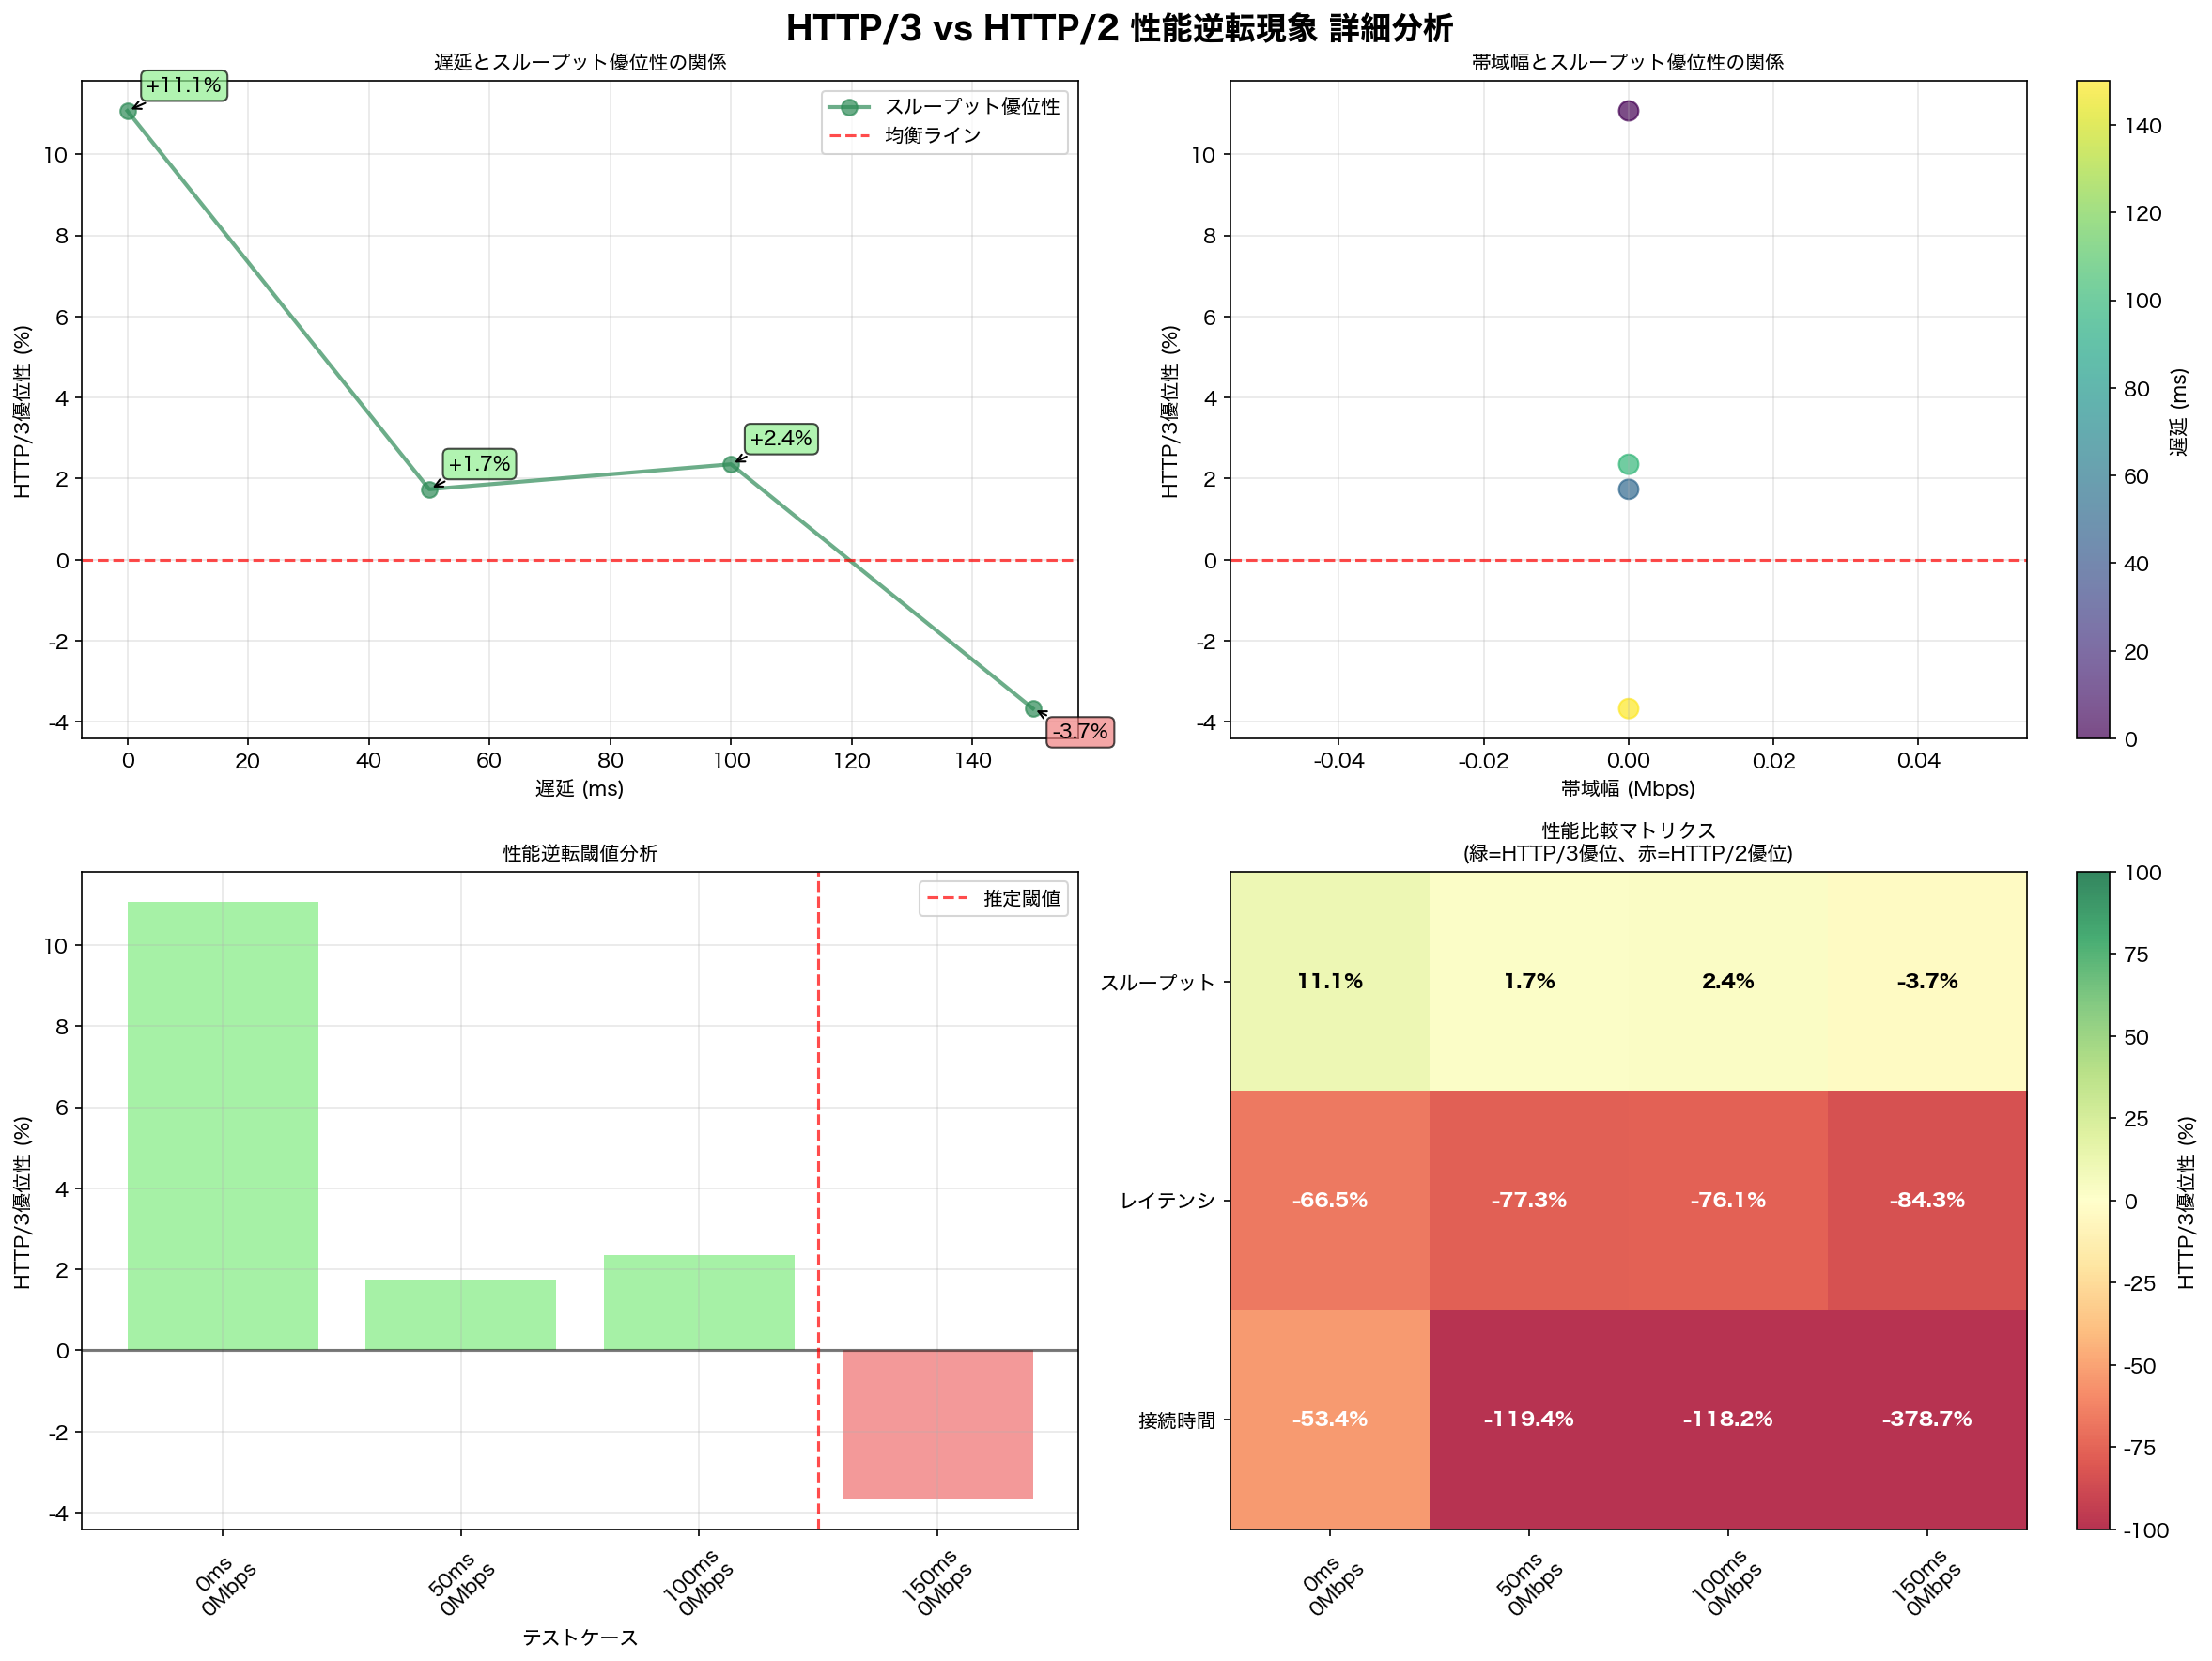 HTTP/3 vs HTTP/2 性能逆転現象 詳細分析
遅延とスループット優位性の関係
+11.1%
+1.7%
+2.4%
-3.7%
スループット優位性
均衡ライン
HTTP/3優位性 (%)
10
8
6
4
2
0
-2
-4
0
20
40
60
80
100
120
140
遅延 (ms)
帯域幅とスループット優位性の関係
HTTP/3優位性 (%)
10
8
6
4
2
0
-2
-4
-0.04
-0.02
0.00
0.02
0.04
帯域幅 (Mbps)
140
120
100
80
60
40
20
0
遅延 (ms)
性能逆転閾値分析
推定閾値
HTTP/3優位性 (%)
10
8
6
4
2
0
-2
-4
0ms
0Mbps
50ms
0Mbps
100ms
0Mbps
150ms
0Mbps
テストケース
性能比較マトリクス
(緑=HTTP/3優位、赤=HTTP/2優位)
スループット
11.1%
1.7%
2.4%
-3.7%
レイテンシ
-66.5%
-77.3%
-76.1%
-84.3%
接続時間
-53.4%
-119.4%
-118.2%
-378.7%
0ms
0Mbps
50ms
0Mbps
100ms
0Mbps
150ms
0Mbps
100
75
50
25
0
-25
-50
-75
-100
HTTP/3優位性 (%)